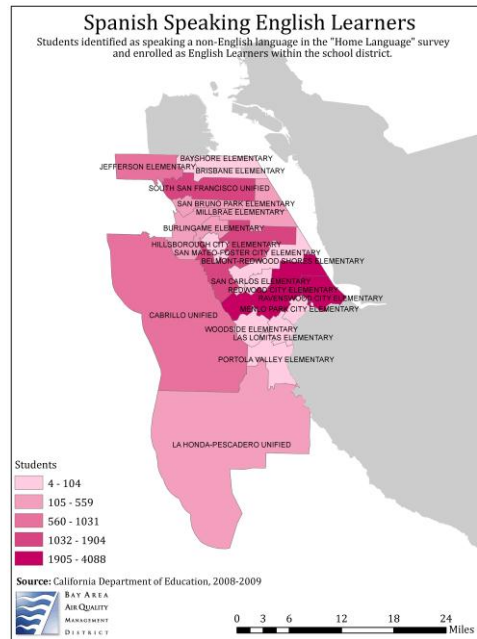 Spanish Speaking English Learners
Students identified as speaking a non-English language in the "Home Language" survey
and enrolled as English Learners within the school district.
BAYSHORE ELEMENTARY
JEFFERSON ELEMENTARY
BRISBANE ELEMENTARY
SOUTH SAN FRANCISCO UNIFIED
SAN BRUNO PARK ELEMENTARY
MILLBRAE ELEMENTARY
BURLINGAME ELEMENTARY
HILLSBOROUGH CITY ELEMENTARY
SAN MATEO-FOSTER CITY ELEMENTARY
BELMONT-REDWOOD SHORES ELEMENTARY
SAN CARLOS ELEMENTARY
REDWOOD CITY ELEMENTARY
RAVENSWOOD CITY ELEMENTARY
MENLO PARK CITY ELEMENTARY
CABRILLO UNIFIED
WOODSIDE ELEMENTARY
LAS LOMITAS ELEMENTARY
PORTOLA VALLEY ELEMENTARY
LA HONDA-PESCADERO UNIFIED
Students
4 - 104
105 - 559
560 - 1031
1032 - 1904
1905 - 4088
Source: California Department of Education, 2008-2009
BAY AREA
AIR QUALITY
MANAGEMENT
DISTRICT
0 3 6 12 18 24
Miles